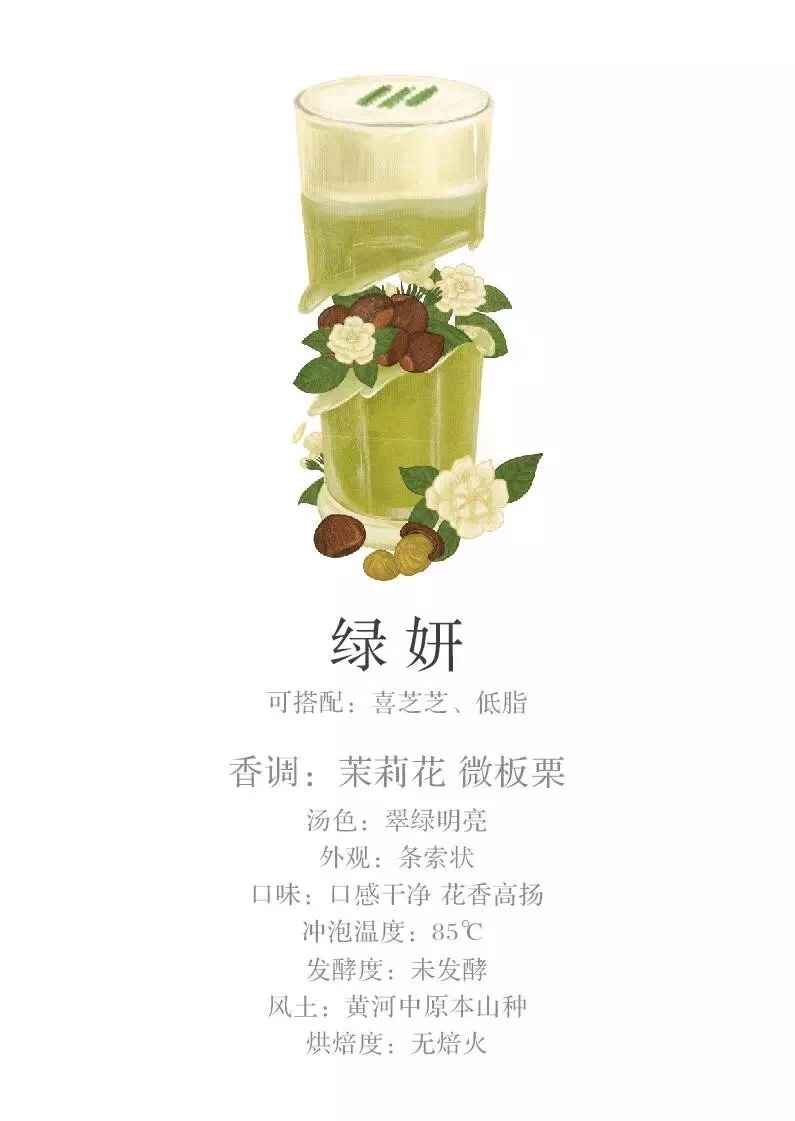 绿妍
可搭配：喜芝芝、低脂
香调：茉莉花 微板栗
汤色：翠绿明亮
外观：条索状
口味：口感干净 花香高扬
冲泡温度：85℃
发酵度：未发酵
风土：黄河中原本山种
烘焙度：无焙火